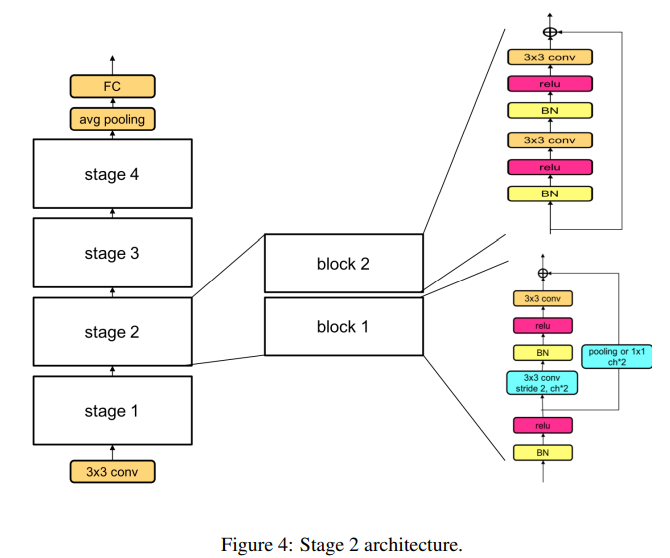 FC
avg pooling
stage 4
stage 3
stage 2
stage 1
3x3 conv
block 2
block 1
3x3 conv
relu
BN
3x3 conv
relu
BN
3x3 conv
relu
BN
3x3 conv
stride 2, ch*2
relu
BN
pooling or 1x1
ch*2
Figure 4: Stage 2 architecture.